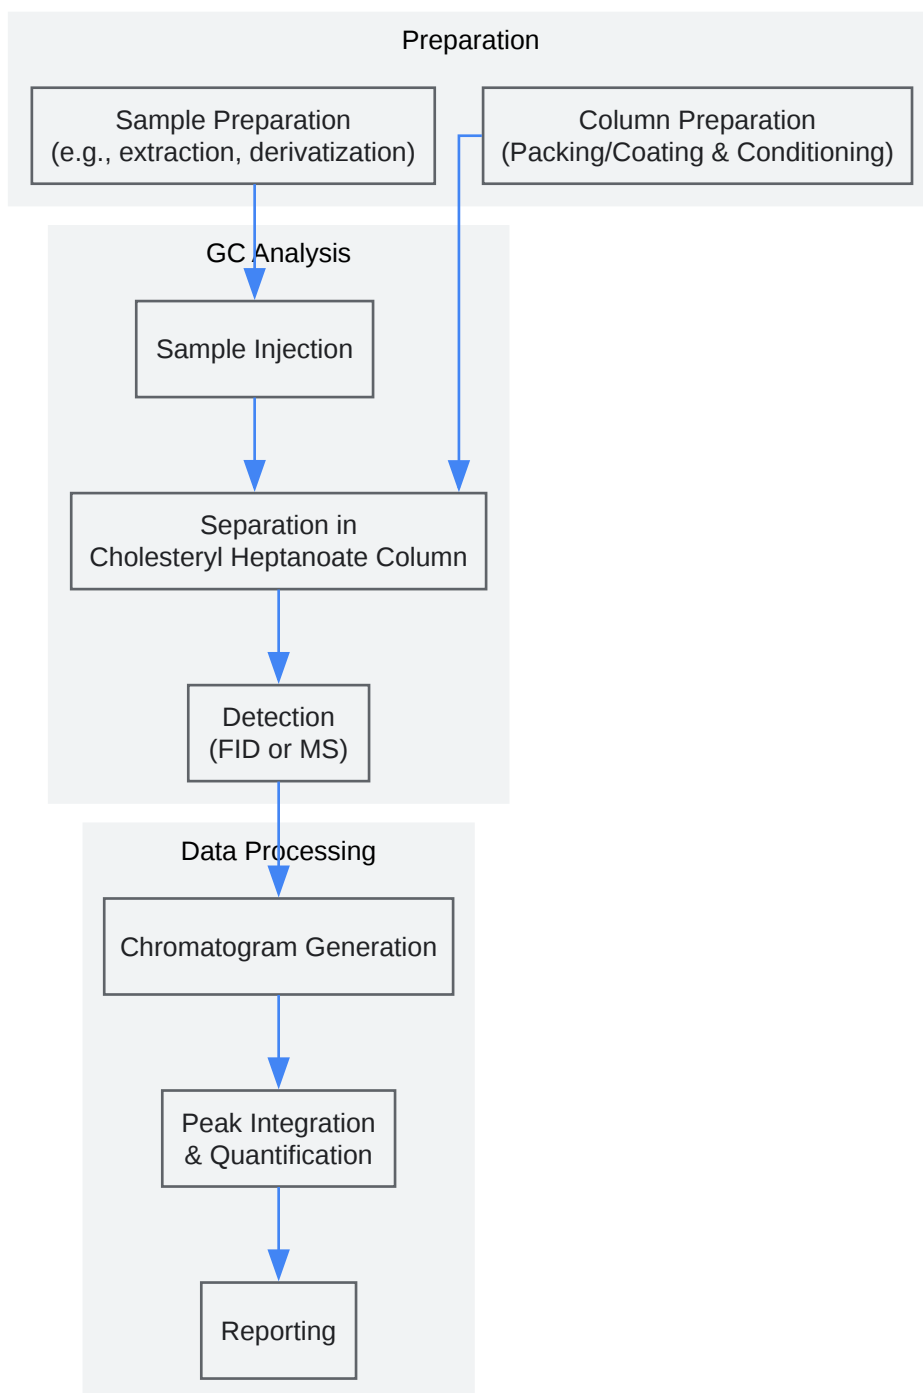 Preparation
Sample Preparation
(e.g., extraction, derivatization)
Column Preparation
(Packing/Coating & Conditioning)
GC Analysis
Sample Injection
Separation in
Cholesteryl Heptanoate Column
Detection
(FID or MS)
Data Processing
Chromatogram Generation
Peak Integration
& Quantification
Reporting